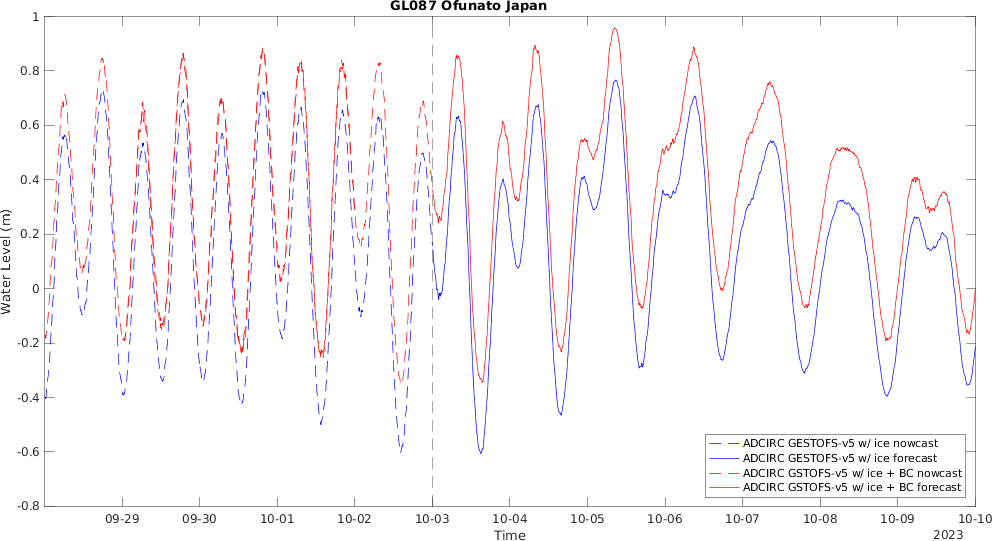 GL087 Ofunato Japan
1
0.8
0.6
0.4
0.2
0
-0.2
-0.4
-0.6
-0.8
Water Level (m)
ADCIRC GESTOFS-v5 w/ ice nowcast
ADCIRC GESTOFS-v5 w/ ice forecast
ADCIRC GSTOFS-v5 w/ ice + BC nowcast
ADCIRC GSTOFS-v5 w/ ice + BC forecast
09-29 09-30 10-01 10-02 10-03 10-04 10-05 10-06 10-07 10-08 10-09 10-10
Time
2023